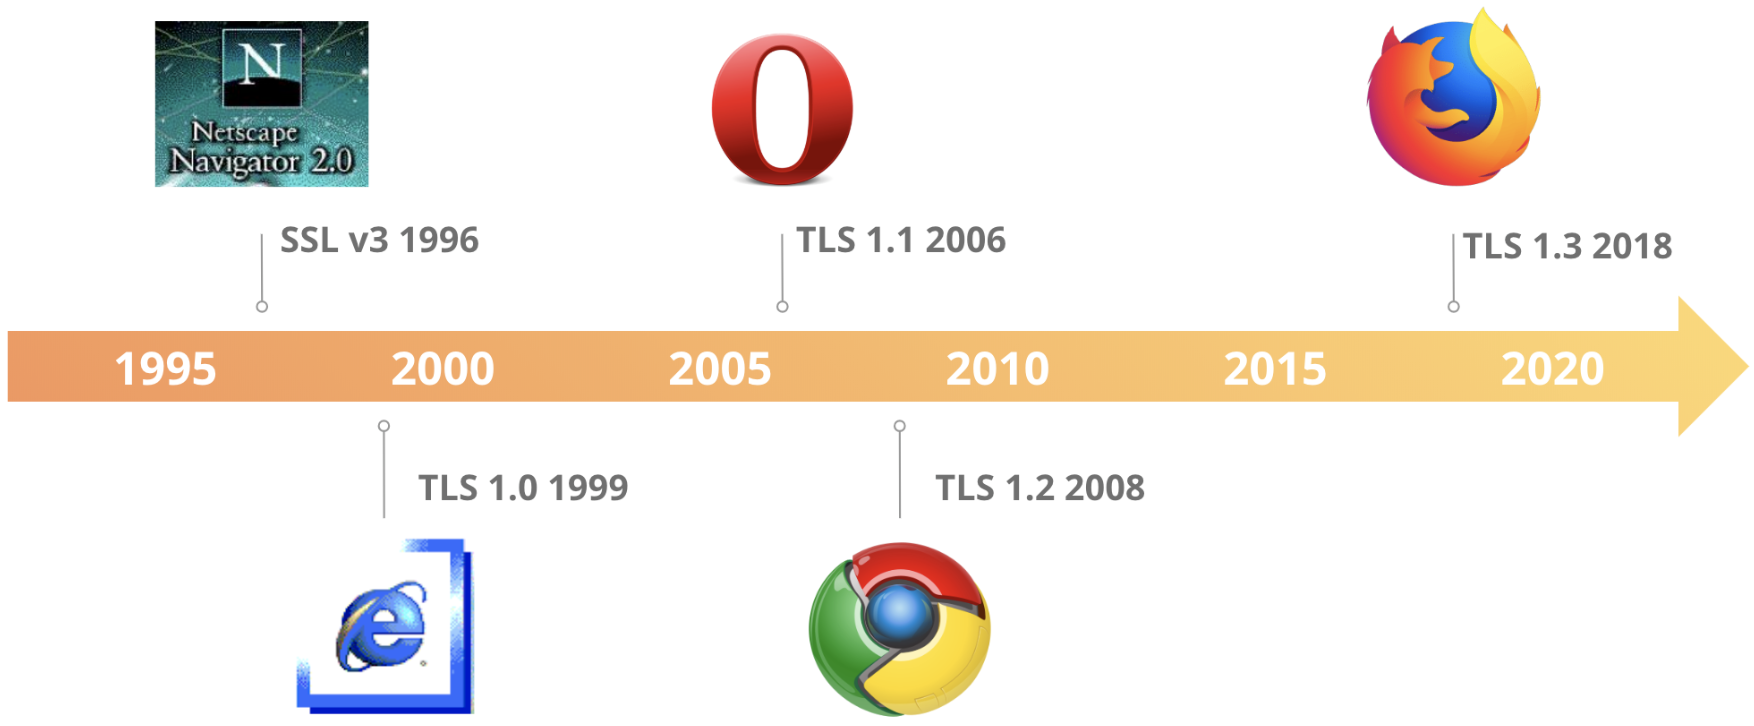 N
Netscape
Navigator 2.0
SSL v3 1996
TLS 1.1 2006
TLS 1.3 2018
1995 2000 2005 2010 2015 2020
TLS 1.0 1999
TLS 1.2 2008